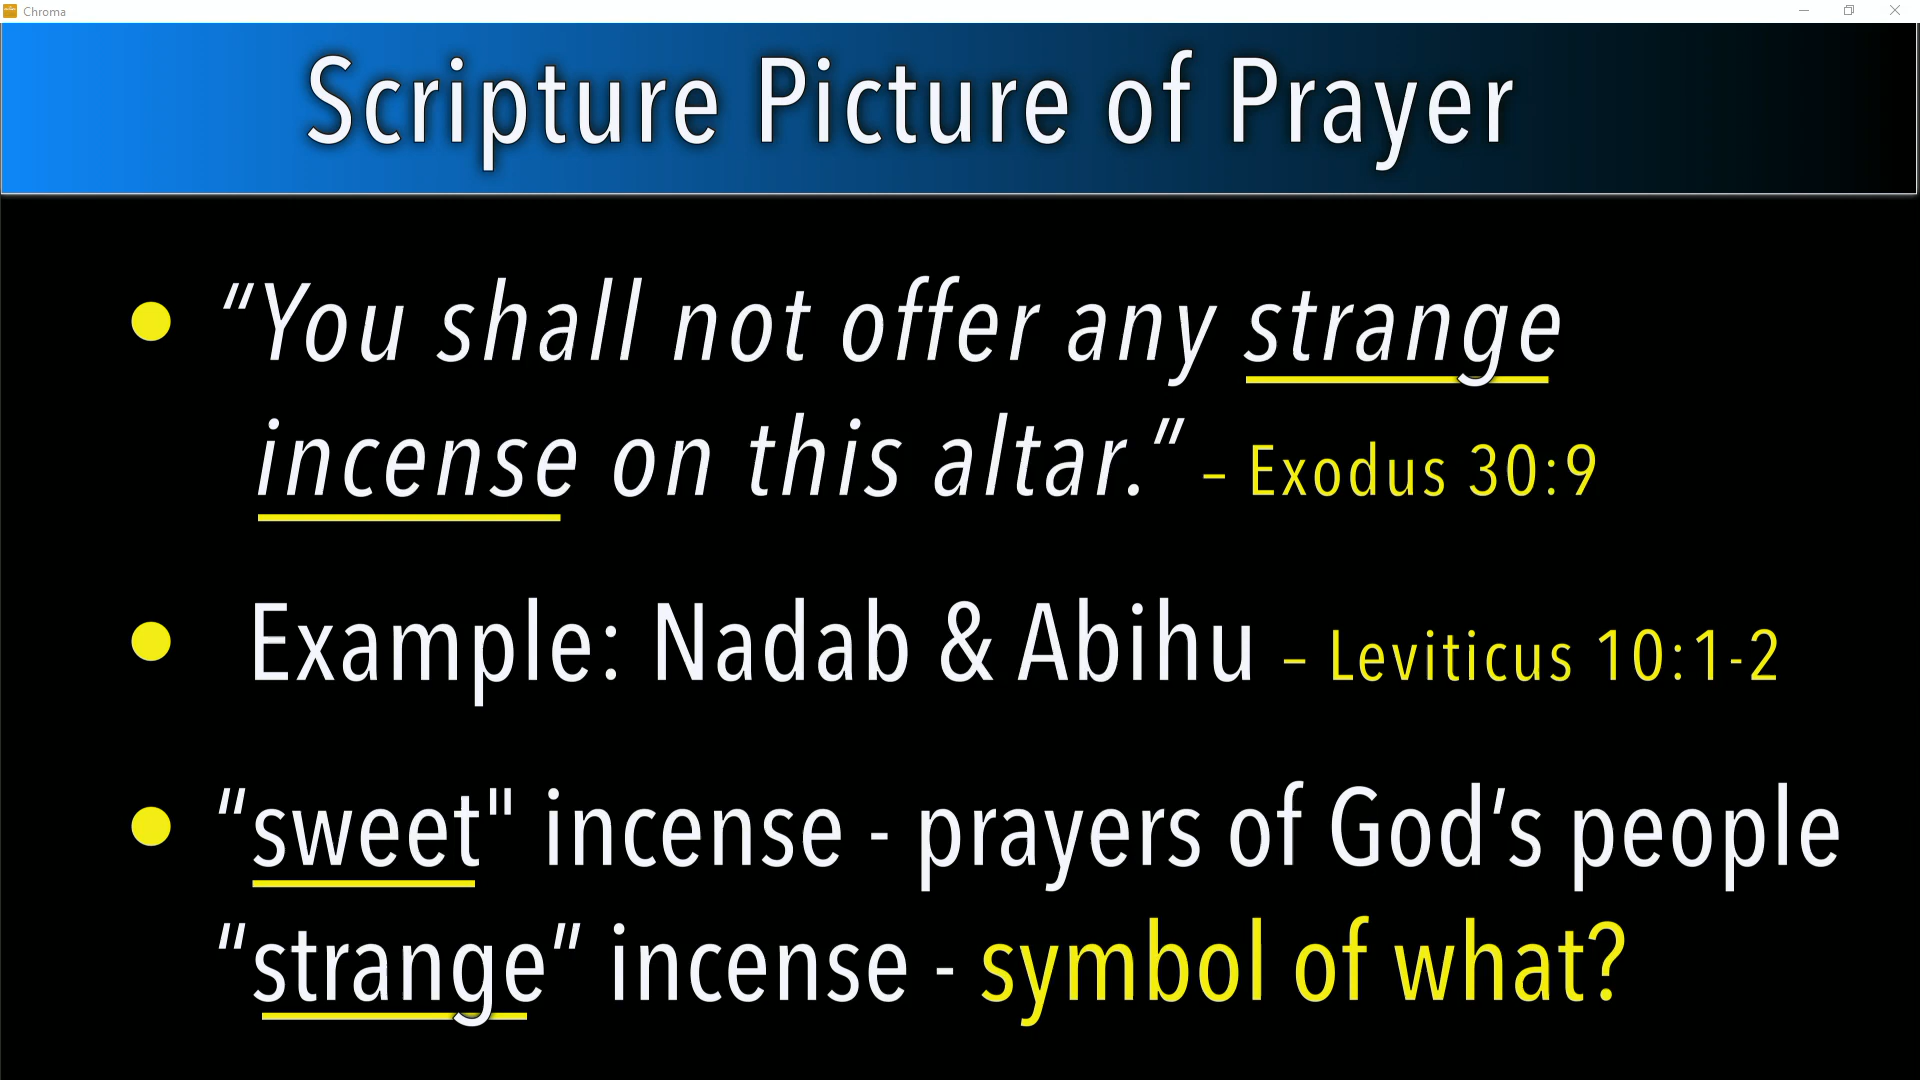 Chroma
Scripture Picture of Prayer
“You shall not offer any strange
incense on this altar.” – Exodus 30:9
Example: Nadab & Abihu – Leviticus 10:1-2
“sweet" incense - prayers of God’s people
“strange” incense - symbol of what?